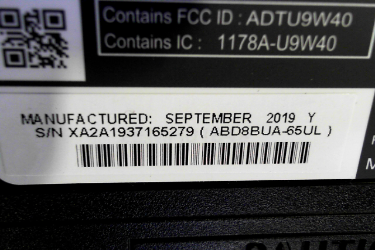 Contains FCC ID : ADTU9W40
Contains IC : 1178A-U9W40
MANUFACTURED: SEPTEMBER 2019 Y
S/N XA2A1937165279 ( ABD8BUA-65UL )